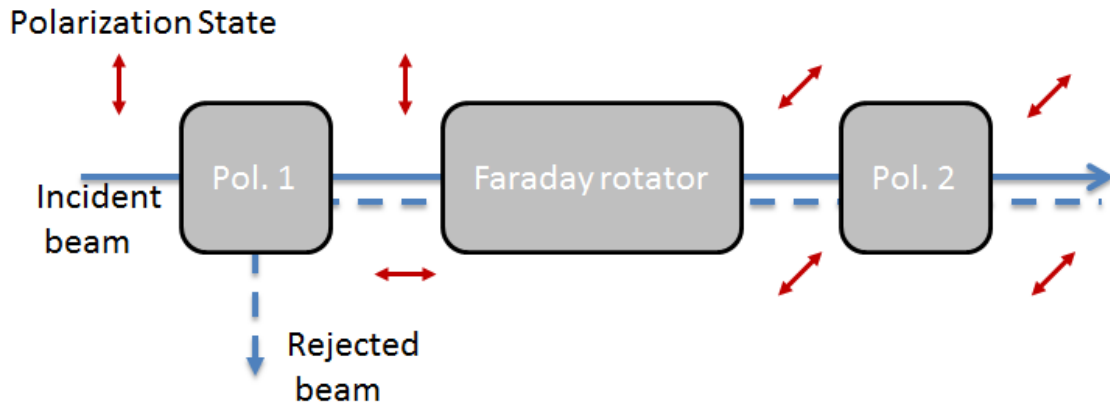 Polarization State
Pol. 1
Faraday rotator
Pol. 2
Incident
beam
Rejected
beam